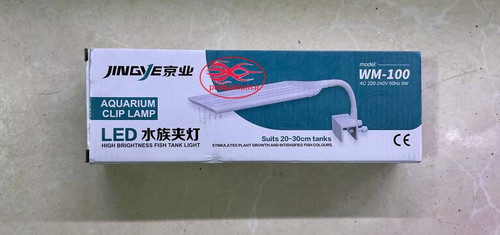 JINGYE京业
model:
WM-100
AC 220-240V 50Hz 8W
AQUARIUM
CLIP LAMP
LED 水族夹灯
HIGH BRIGHTNESS FISH TANK LIGHT
Suits 20-30cm tanks
STIMULATES PLANT GROWTH AND INTENSIFIES FISH COLOURS.
CE